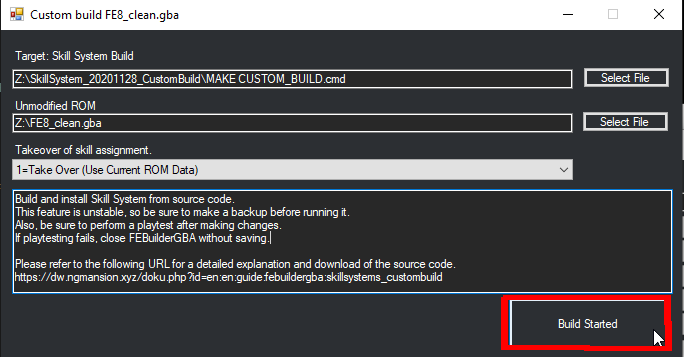 Custom build FE8_clean.gba
Target: Skill System Build
Z:\SkillSystem_20201128_CustomBuild\MAKE CUSTOM_BUILD.cmd
Select File
Unmodified ROM
Z:\FE8_clean.gba
Select File
Takeover of skill assignment.
1=Take Over (Use Current ROM Data)
Build and install Skill System from source code.
This feature is unstable, so be sure to make a backup before running it.
Also, be sure to perform a playtest after making changes.
If playtesting fails, close FEBuilderGBA without saving.
Please refer to the following URL for a detailed explanation and download of the source code.
https://dw.ngmansion.xyz/doku.php?id=en:en:guide:febuildergba:skillsystems_custombuild
Build Started